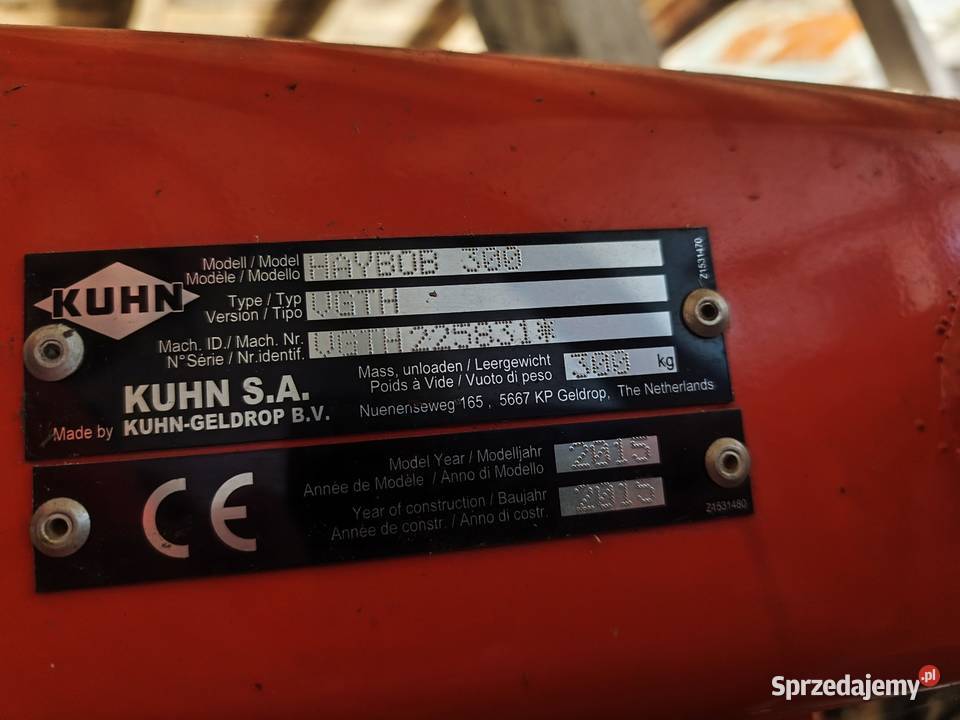 KUHN
Modell / Model
Modèle / Modello
HAYBOB 300
Type / Typ
Version / Tipo
VGTH
Mach. ID./ Mach. Nr.
N° Série / Nr.identif.
VGTH 2258318
Mass, unloaden / Leergewicht
Poids à Vide / Vuoto di peso
300 kg
KUHN S.A.
Made by KUHN-GELDROP B.V.
Nuenenseweg 165 , 5667 KP Geldrop, The Netherlands
Z1531470
CE
Model Year / Modelljahr
Année de Modèle / Anno di Modello
2015
Year of construction / Baujahr
Année de constr. / Anno di costr.
2015
Z1531480
Sprzedajemy.pl